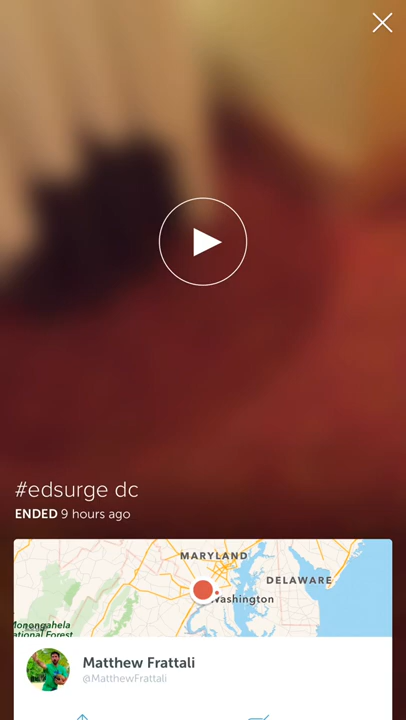 #edsurge dc
ENDED 9 hours ago
MARYLAND
DELAWARE
Washington
Monongahela
National Forest
Matthew Frattali
@MatthewFrattali